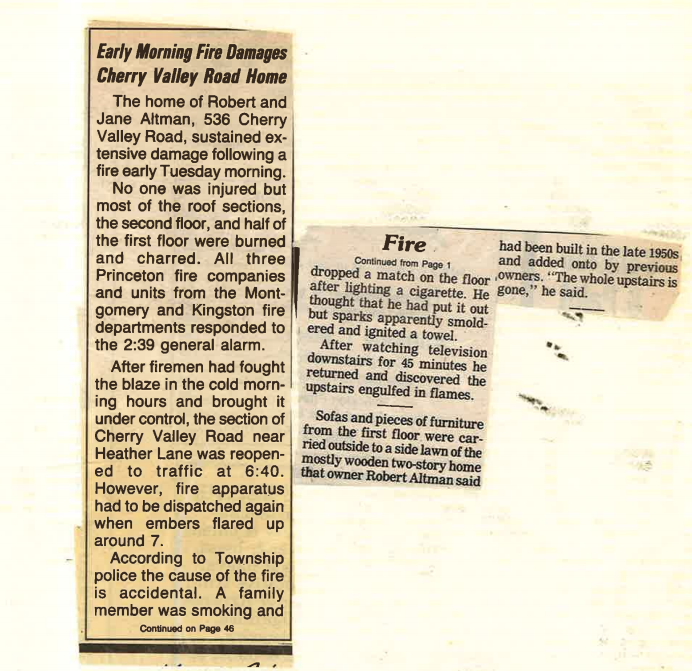 Early Morning Fire Damages
Cherry Valley Road Home
The home of Robert and
Jane Altman, 536 Cherry
Valley Road, sustained ex-
tensive damage following a
fire early Tuesday morning.
No one was injured but
most of the roof sections,
the second floor, and half of
the first floor were burned
and charred. All three
Princeton fire companies
and units from the Mont-
gomery and Kingston fire
departments responded to
the 2:39 general alarm.
After firemen had fought
the blaze in the cold morn-
ing hours and brought it
under control, the section of
Cherry Valley Road near
Heather Lane was reopen-
ed to traffic at 6:40.
However, fire apparatus
had to be dispatched again
when embers flared up
around 7.
According to Township
police the cause of the fire
is accidental. A family
member was smoking and
Continued on Page 46
Fire
Continued from Page 1
dropped a match on the floor
after lighting a cigarette. He
thought that he had put it out
but sparks apparently smold-
ered and ignited a towel.
After watching television
downstairs for 45 minutes he
returned and discovered the
upstairs engulfed in flames.
Sofas and pieces of furniture
from the first floor were car-
ried outside to a side lawn of the
mostly wooden two-story home
that owner Robert Altman said
had been built in the late 1950s
and added onto by previous
owners. "The whole upstairs is
gone," he said.